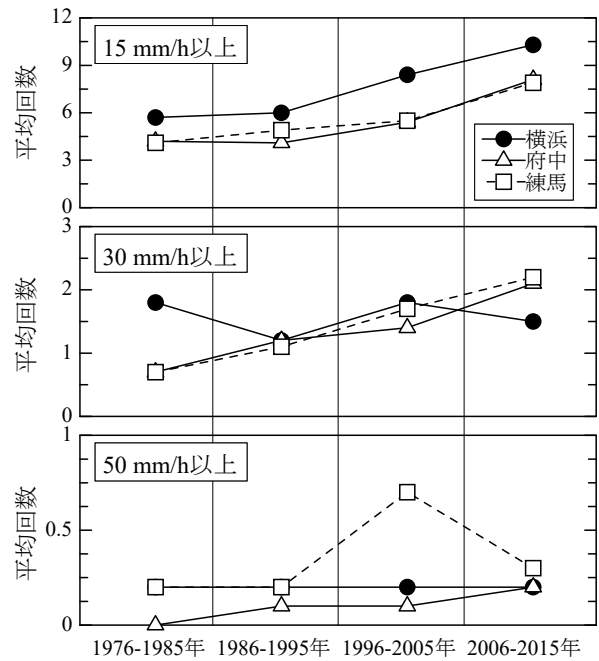 12
15 mm/h以上
9
6
3
0
平均回数
横浜
府中
練馬
3
30 mm/h以上
2
1
0
平均回数
1
50 mm/h以上
0.5
0
平均回数
1976-1985年 1986-1995年 1996-2005年 2006-2015年